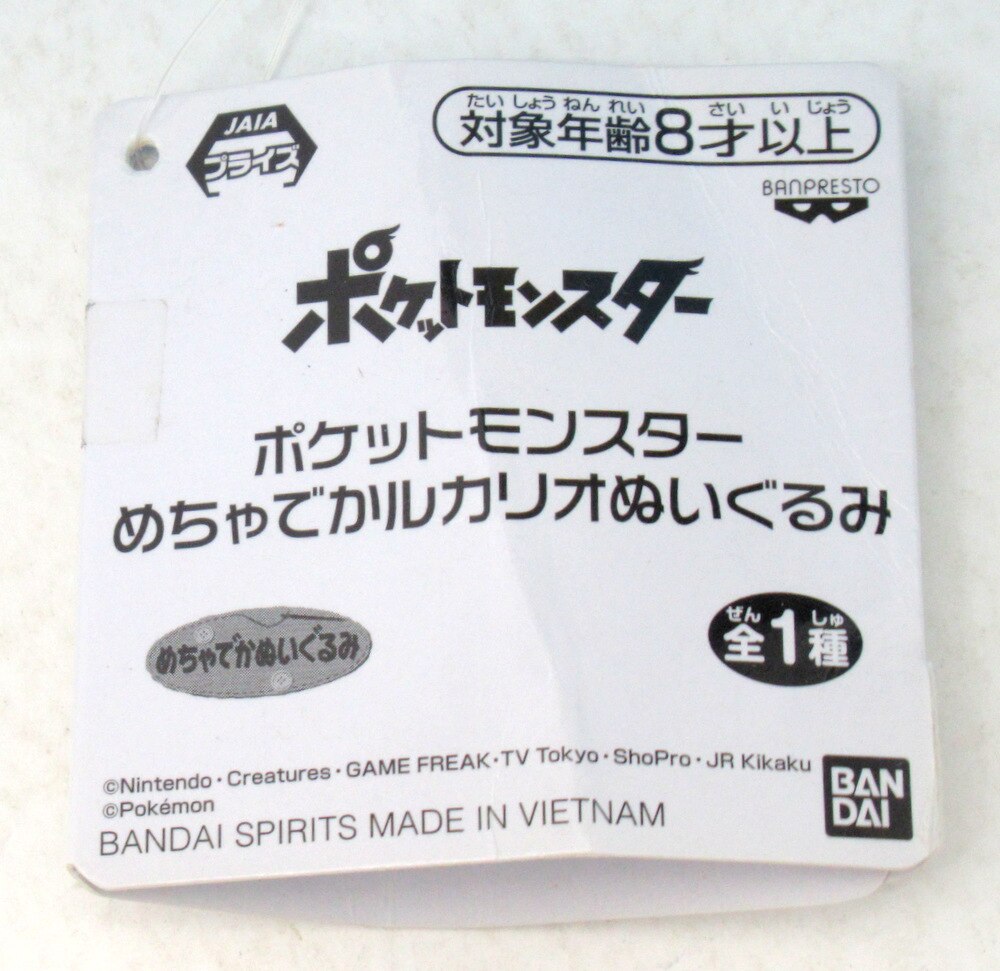 JAIA
プライズ
たいしょうねんれい さいいじょう
対象年齢8才以上
BANPRESTO
ポケットモンスター
ポケットモンスター
めちゃでかルカリオぬいぐるみ
めちゃでかぬいぐるみ
ぜん しゅ
全1種
©Nintendo・Creatures・GAME FREAK・TV Tokyo・ShoPro・JR Kikaku
©Pokémon
BANDAI SPIRITS MADE IN VIETNAM
BAN
DAI